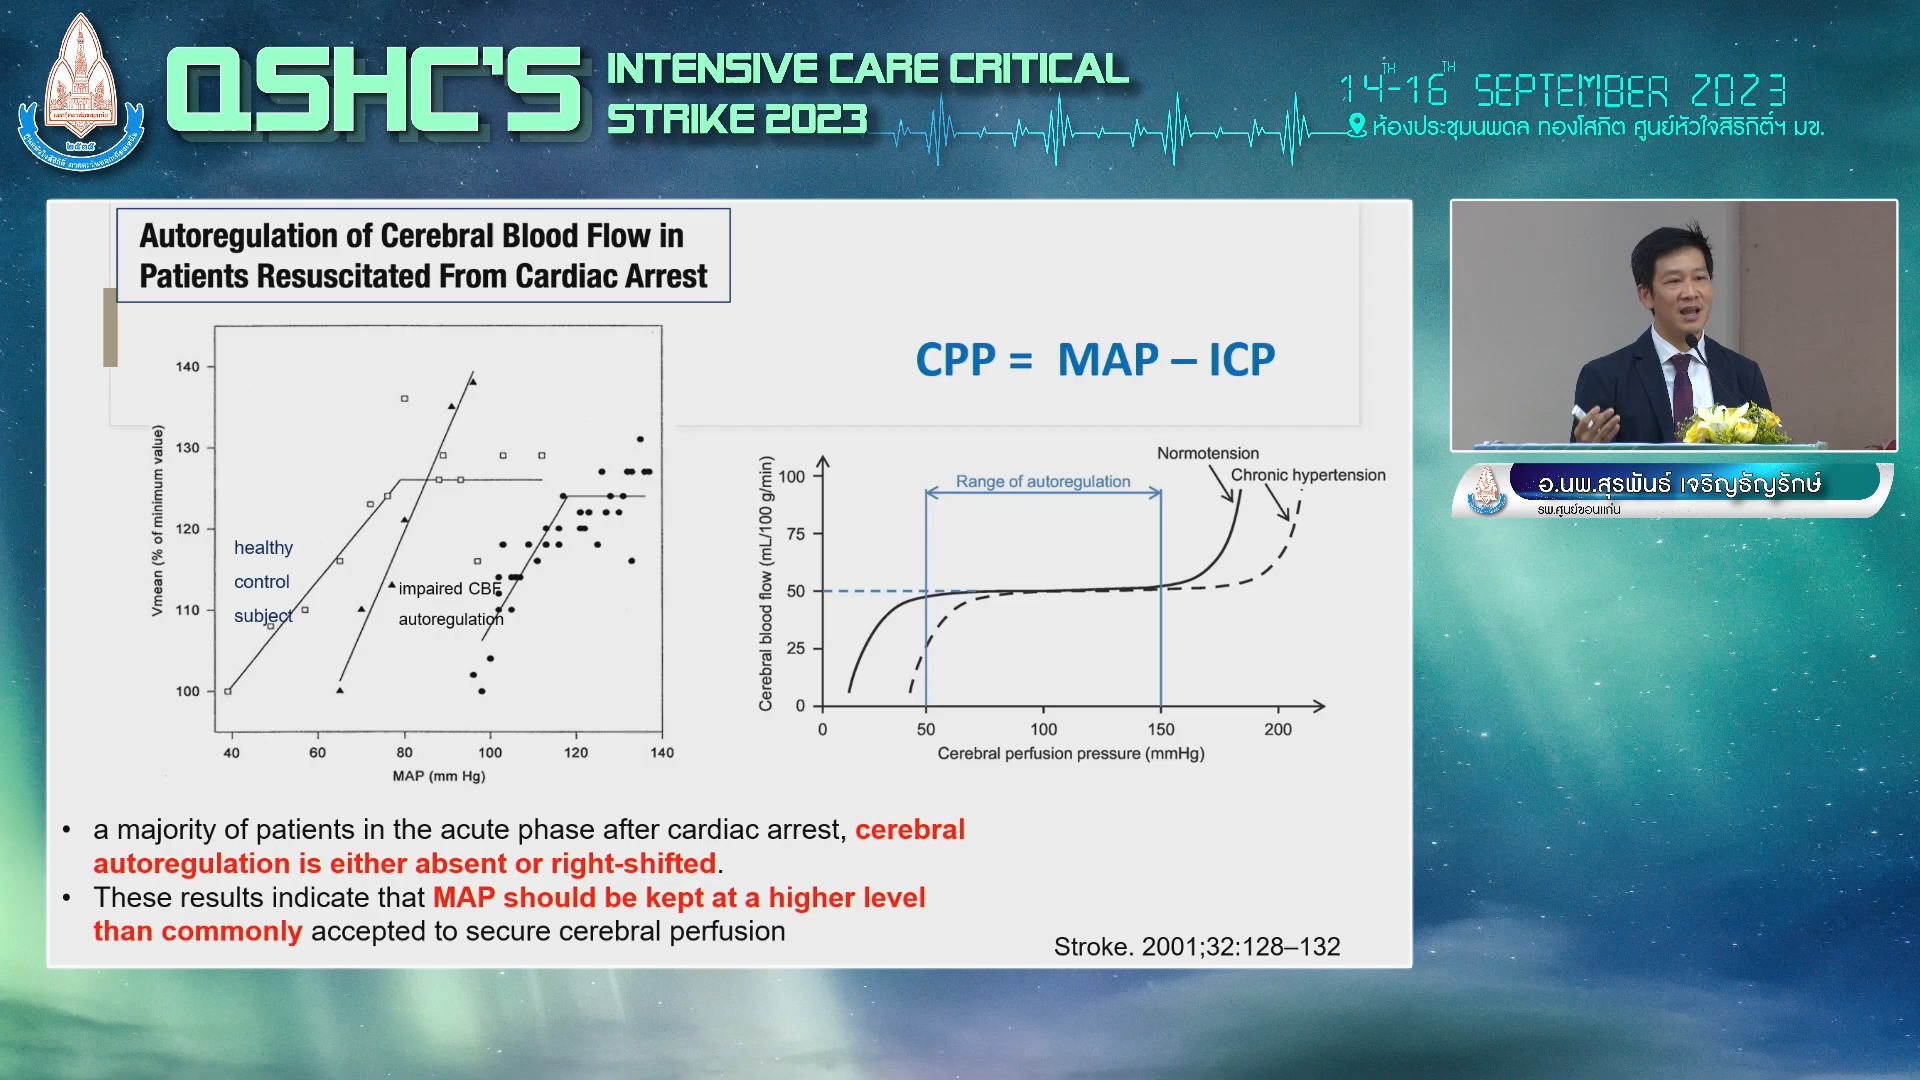 QSHC'S
INTENSIVE CARE CRITICAL
STRIKE 2023
14TH-16TH SEPTEMBER 2023
ห้องประชุมนพดล ทองโสภิต ศูนย์หัวใจสิริกิติ์ฯ มข.
Autoregulation of Cerebral Blood Flow in
Patients Resuscitated From Cardiac Arrest
CPP = MAP – ICP
Vmean (% of minimum value)
140
130
120
110
100
healthy
control
subject
impaired CBF
autoregulation
40 60 80 100 120 140
MAP (mm Hg)
Normotension
Chronic hypertension
Range of autoregulation
Cerebral blood flow (mL/100 g/min)
100
75
50
25
0
0 50 100 150 200
Cerebral perfusion pressure (mmHg)
• a majority of patients in the acute phase after cardiac arrest, cerebral
autoregulation is either absent or right-shifted.
• These results indicate that MAP should be kept at a higher level
than commonly accepted to secure cerebral perfusion
Stroke. 2001;32:128–132
อ.นพ.สุรพันธ์ เจริญธัญรักษ์
รพ.ศูนย์ขอนแก่น